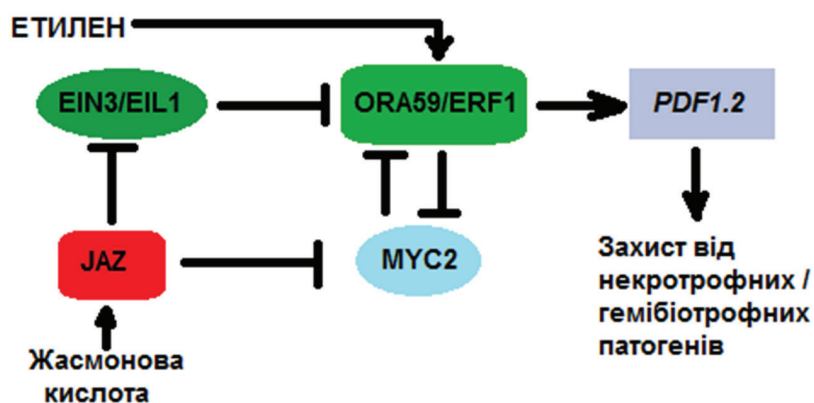 ЕТИЛЕН
EIN3/EIL1
ORA59/ERF1
PDF1.2
JAZ
MYC2
Захист від
некротрофних /
гемібіотрофних
патогенів
Жасмонова
кислота